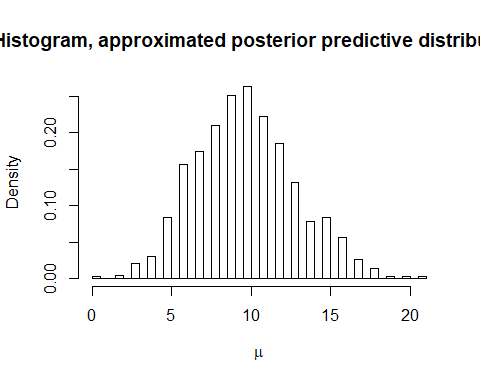 Histogram, approximated posterior predictive distribu
Density
0.20
0.10
0.00
0 5 10 15 20
μ